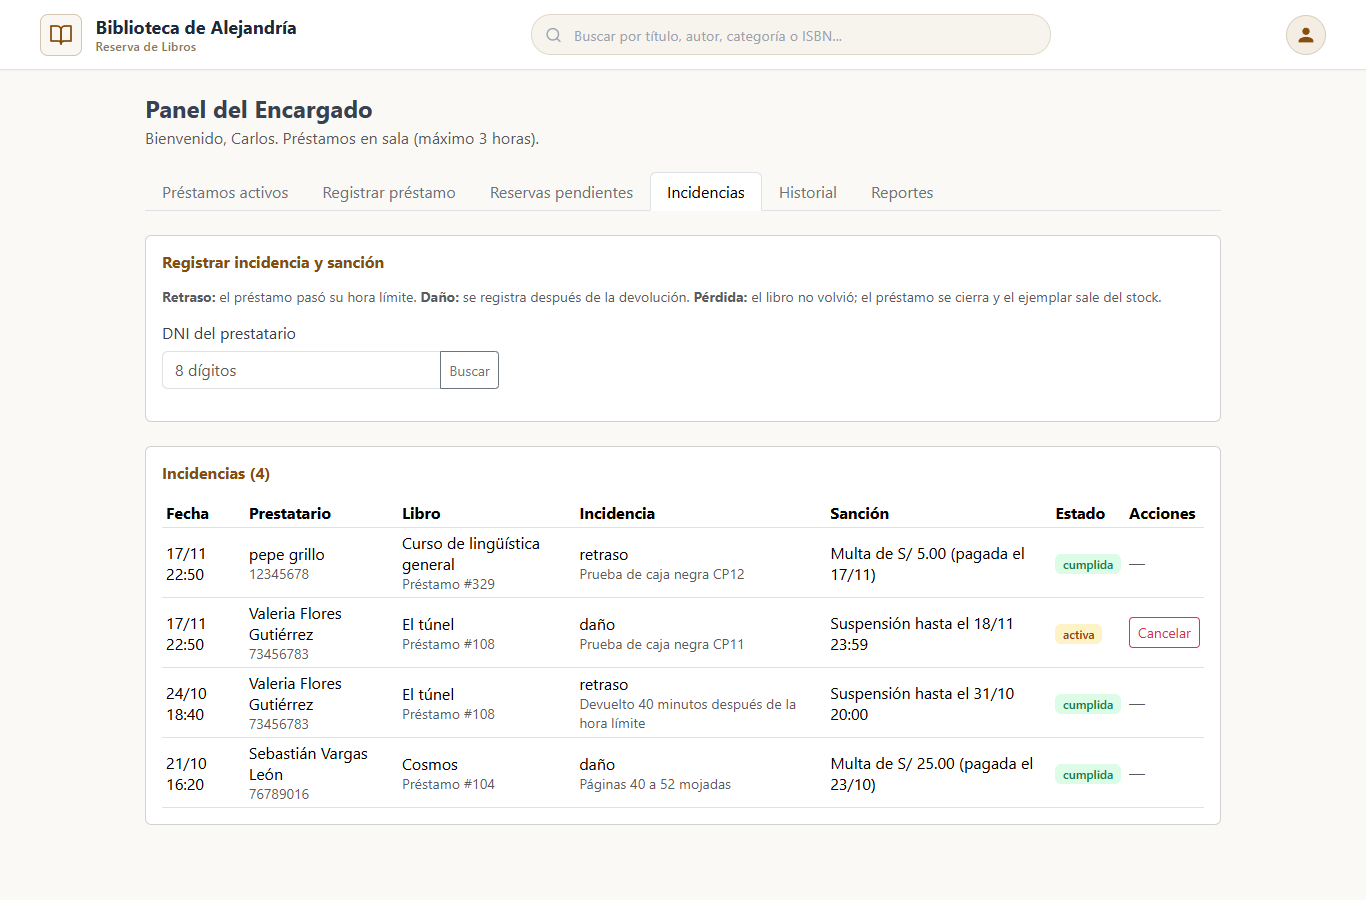 Biblioteca de Alejandría
Reserva de Libros
Buscar por título, autor, categoría o ISBN...
Panel del Encargado
Bienvenido, Carlos. Préstamos en sala (máximo 3 horas).
Préstamos activos
Registrar préstamo
Reservas pendientes
Incidencias
Historial
Reportes
Registrar incidencia y sanción
Retraso: el préstamo pasó su hora límite. Daño: se registra después de la devolución. Pérdida: el libro no volvió; el préstamo se cierra y el ejemplar sale del stock.
DNI del prestatario
8 dígitos
Buscar
Incidencias (4)
Fecha
Prestatario
Libro
Incidencia
Sanción
Estado
Acciones
17/11
22:50
pepe grillo
12345678
Curso de lingüística
general
Préstamo #329
retraso
Prueba de caja negra CP12
Multa de S/ 5.00 (pagada el
17/11)
cumplida
—
17/11
22:50
Valeria Flores
Gutiérrez
73456783
El túnel
Préstamo #108
daño
Prueba de caja negra CP11
Suspensión hasta el 18/11
23:59
activa
Cancelar
24/10
18:40
Valeria Flores
Gutiérrez
73456783
El túnel
Préstamo #108
retraso
Devuelto 40 minutos después de la
hora límite
Suspensión hasta el 31/10
20:00
cumplida
—
21/10
16:20
Sebastián Vargas
León
76789016
Cosmos
Préstamo #104
daño
Páginas 40 a 52 mojadas
Multa de S/ 25.00 (pagada el
23/10)
cumplida
—